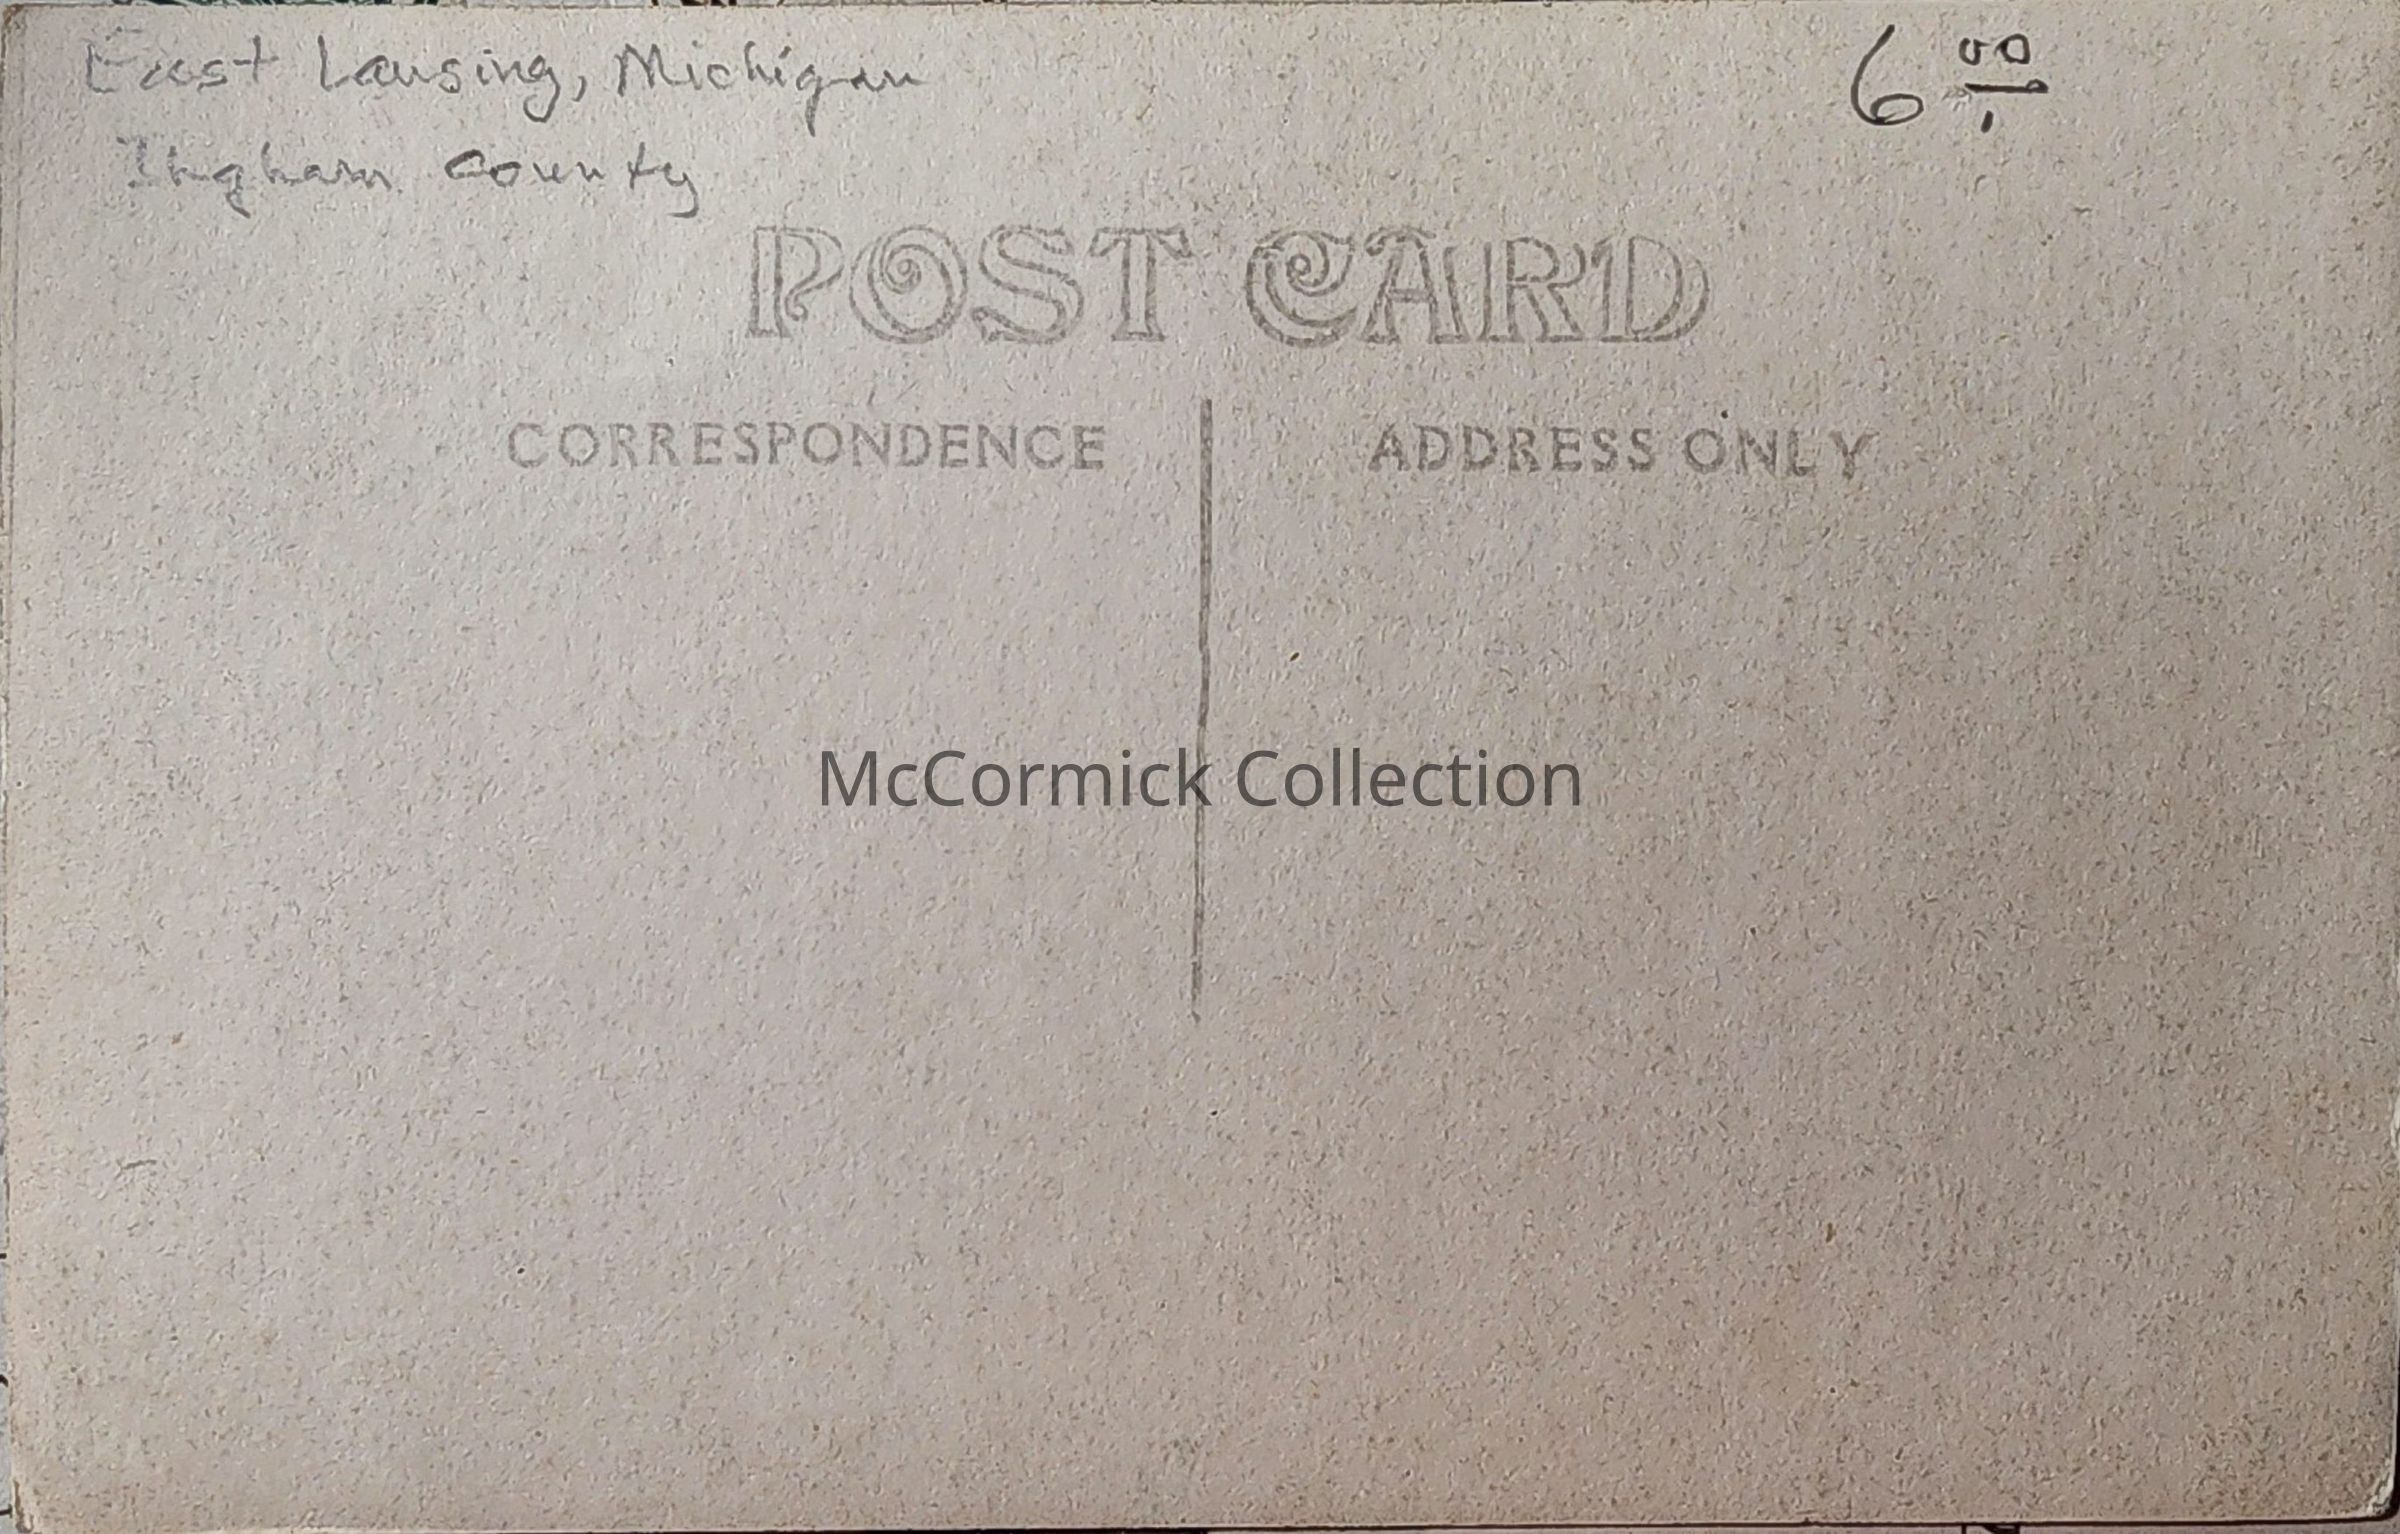 East Lansing, Michigan
Ingham County
6 00
POST CARD
CORRESPONDENCE
ADDRESS ONLY
McCormick Collection